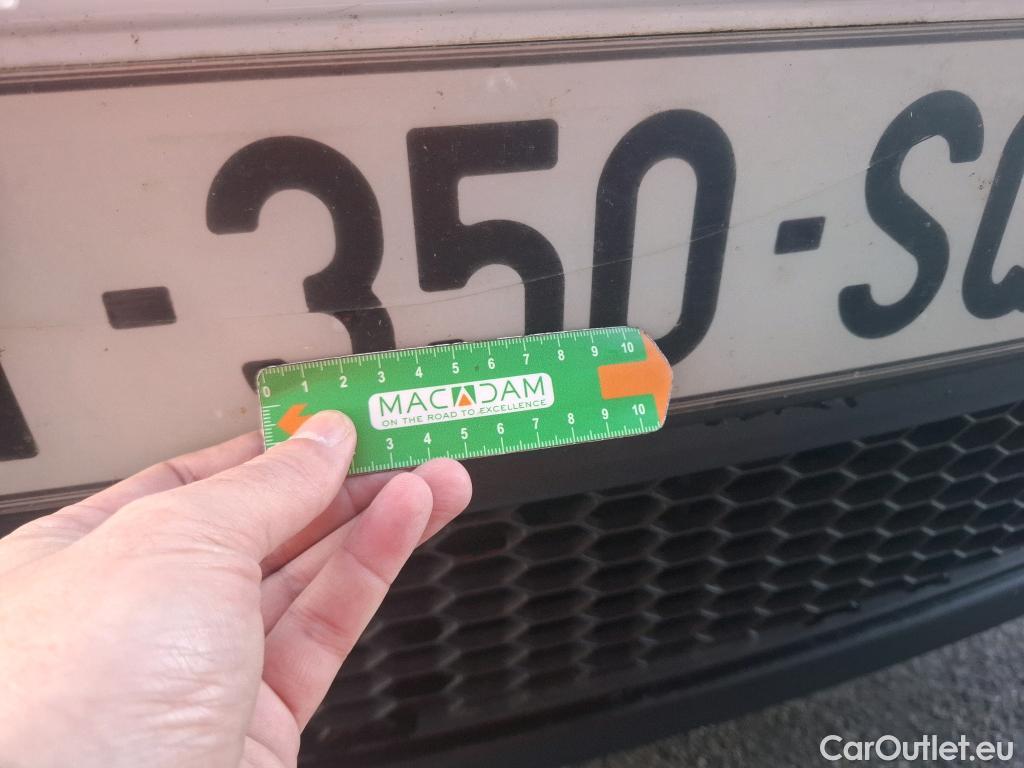 -350-SQ
0 1 2 3 4 5 6 7 8 9 10
MACADAM
ON THE ROAD TO EXCELLENCE
3 4 5 6 7 8 9 10
CarOutlet.eu